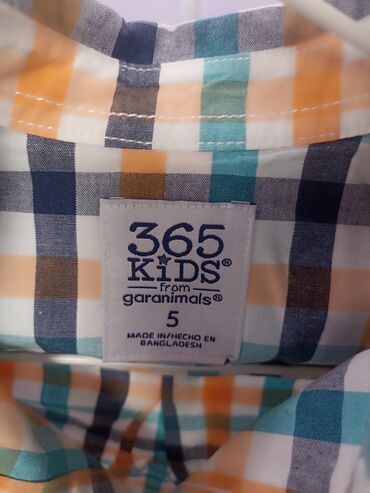 365
KiDS®
from
garanimals®
5
MADE IN/HECHO EN
BANGLADESH